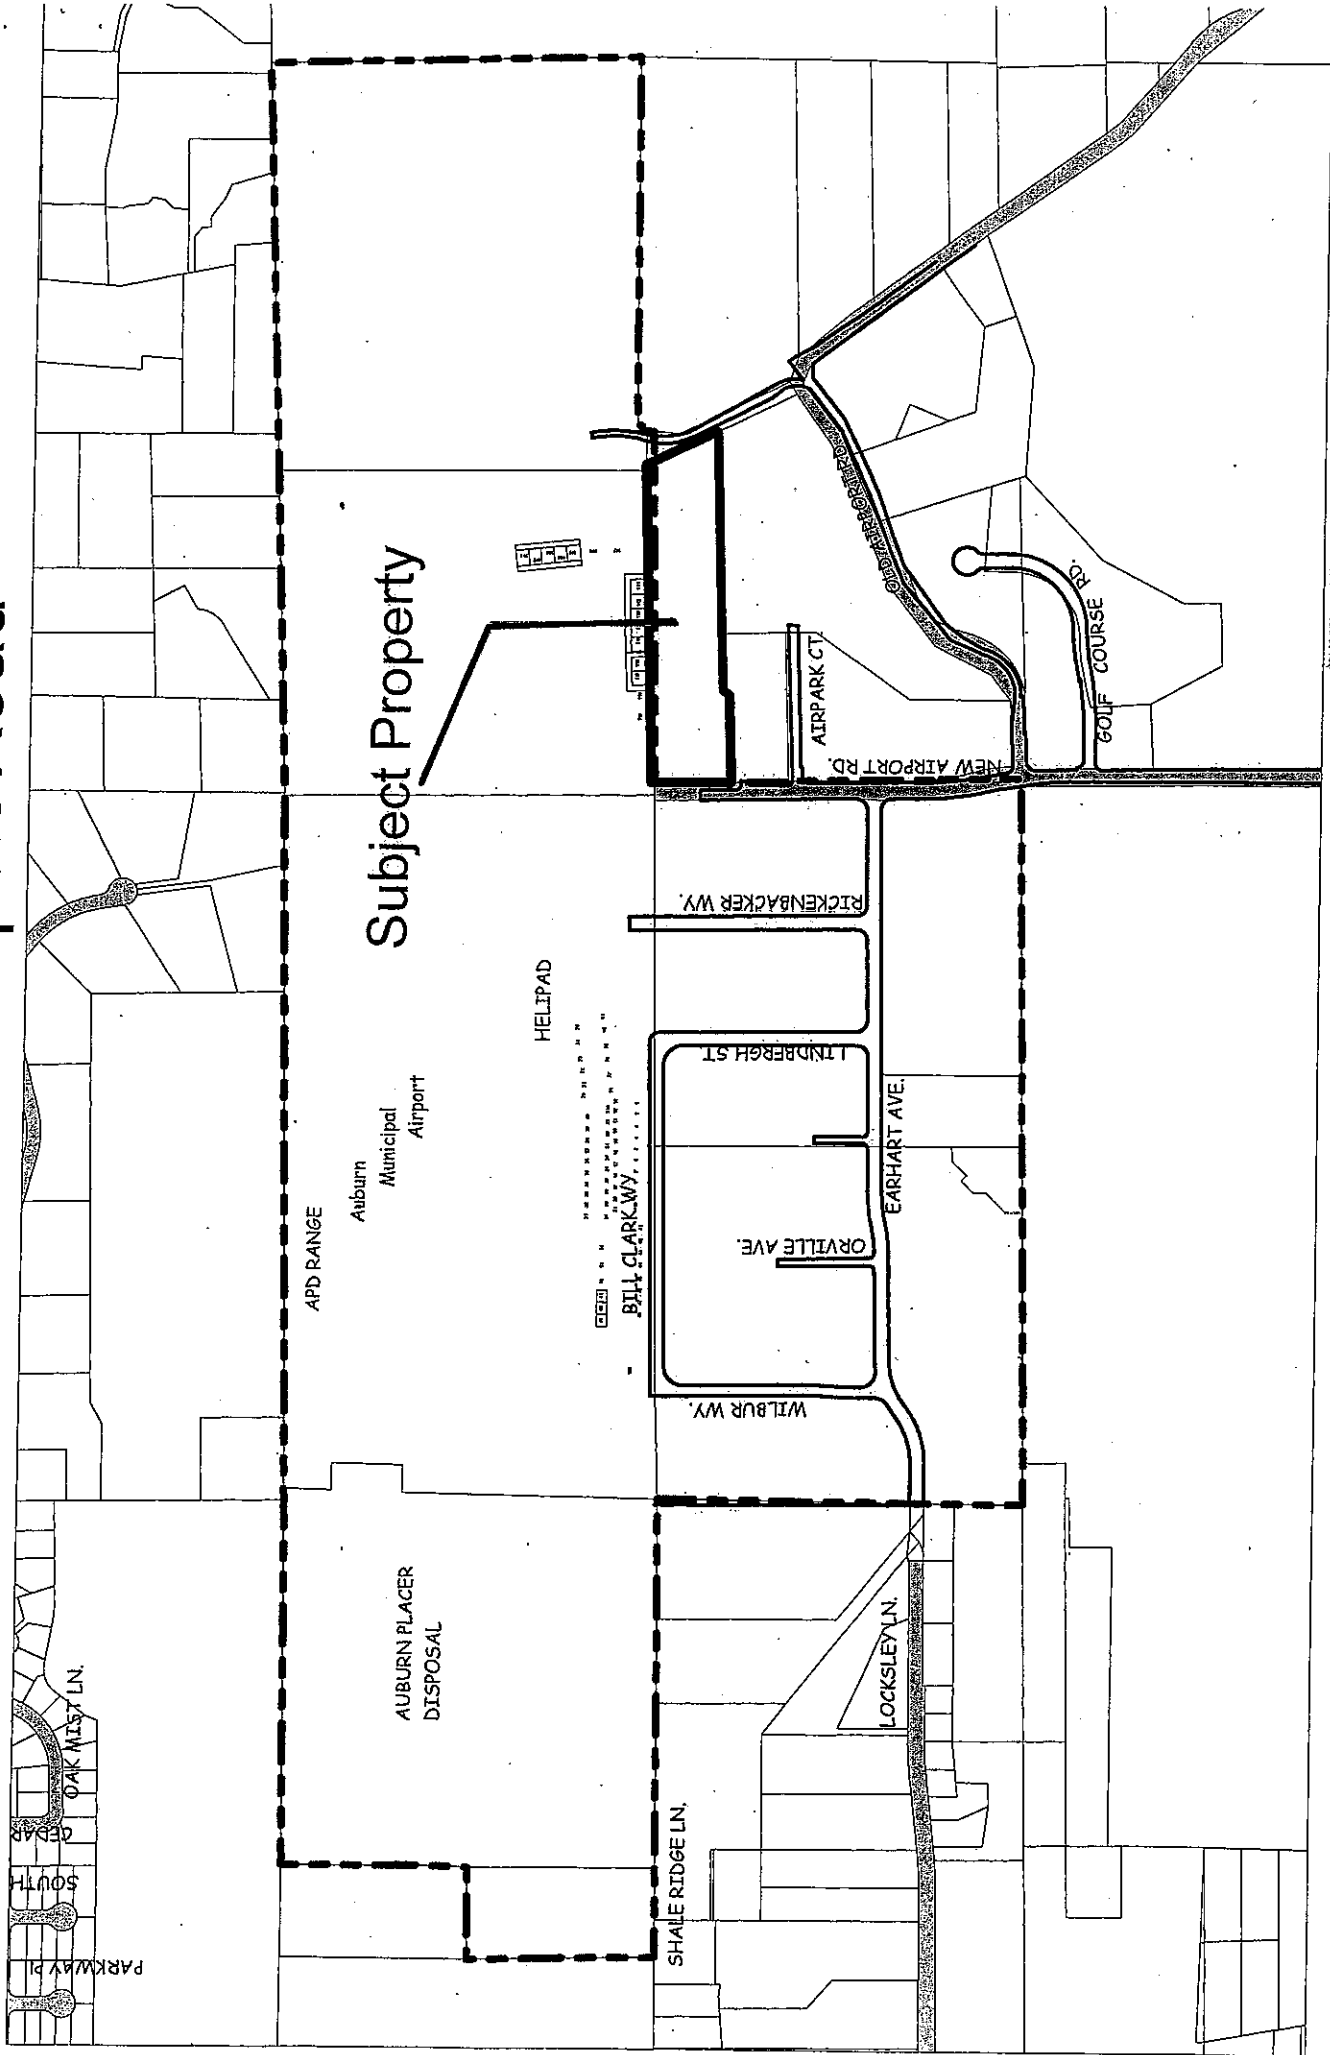 Subject Property
HELIPAD
APD RANGE
Auburn
Municipal
Airport
AUBURN PLACER
DISPOSAL
BILL CLARK WY.
RICKENBACKER WY.
LINDBERGH ST.
ORVILLE AVE.
WILBUR WY.
EARHART AVE.
AIRPARK CT
NEW AIRPORT RD.
OLD AIRPORT RD
GOLF COURSE RD.
LOCKSLEY LN.
SHALE RIDGE LN.
OAK MIST LN.
CEDAR
SOUTH
PARKWAY PL